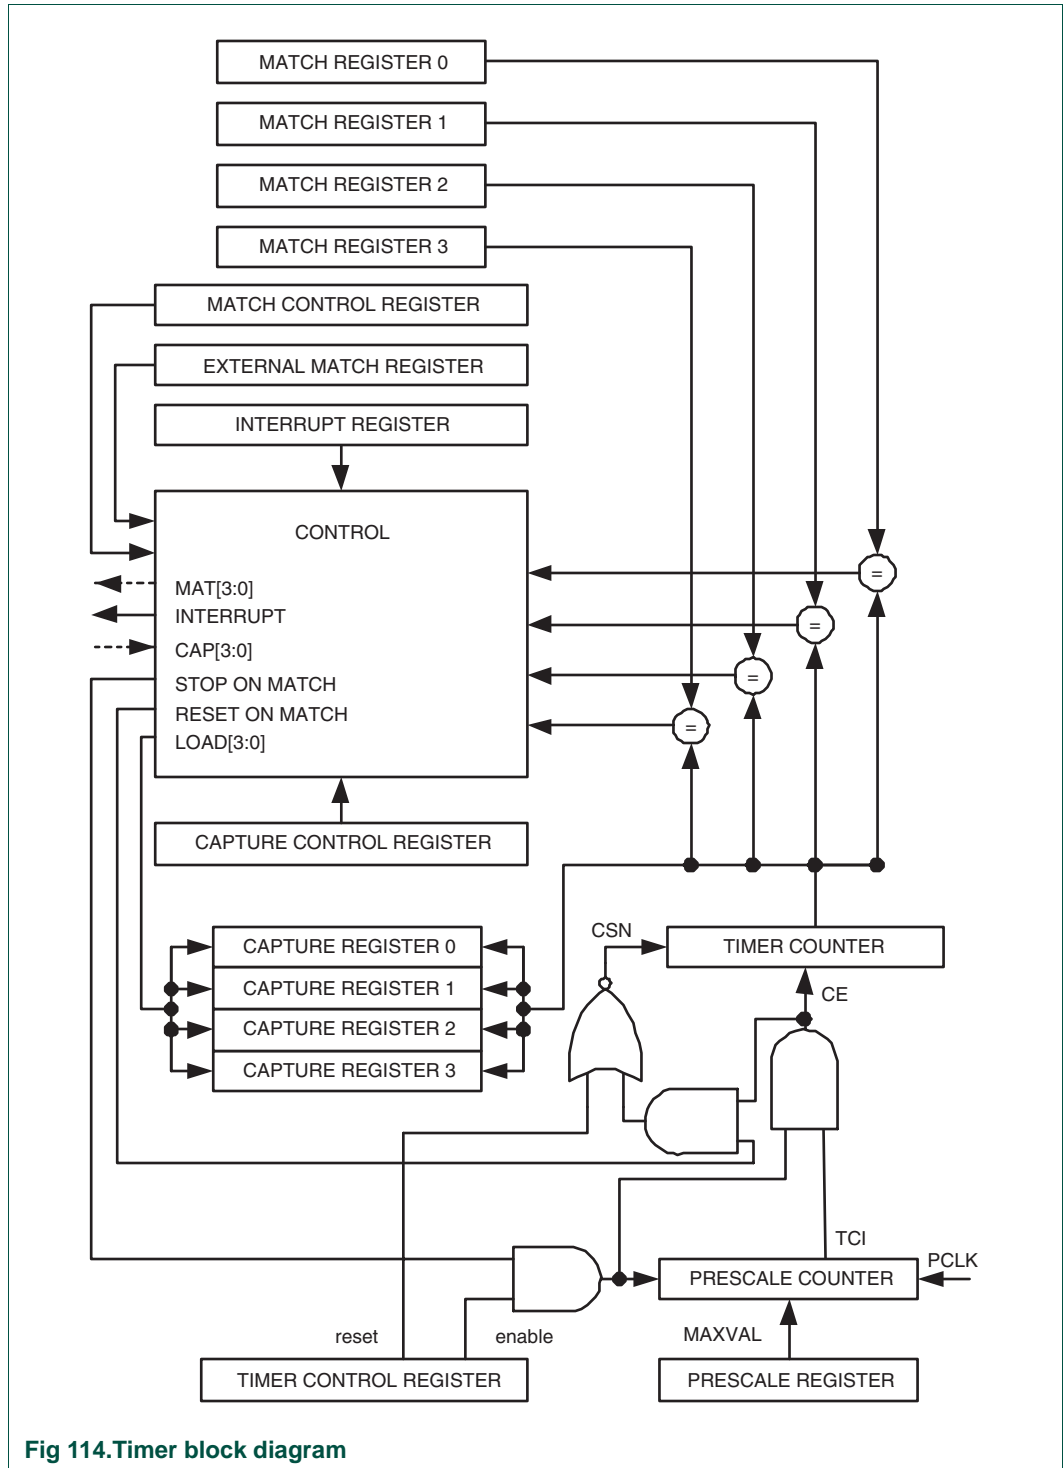 MATCH REGISTER 0
MATCH REGISTER 1
MATCH REGISTER 2
MATCH REGISTER 3
MATCH CONTROL REGISTER
EXTERNAL MATCH REGISTER
INTERRUPT REGISTER
CONTROL
=
=
=
=
MAT[3:0]
INTERRUPT
CAP[3:0]
STOP ON MATCH
RESET ON MATCH
LOAD[3:0]
CAPTURE CONTROL REGISTER
CSN
TIMER COUNTER
CE
CAPTURE REGISTER 0
CAPTURE REGISTER 1
CAPTURE REGISTER 2
CAPTURE REGISTER 3
TCI
PCLK
PRESCALE COUNTER
reset
enable
MAXVAL
TIMER CONTROL REGISTER
PRESCALE REGISTER
Fig 114.Timer block diagram